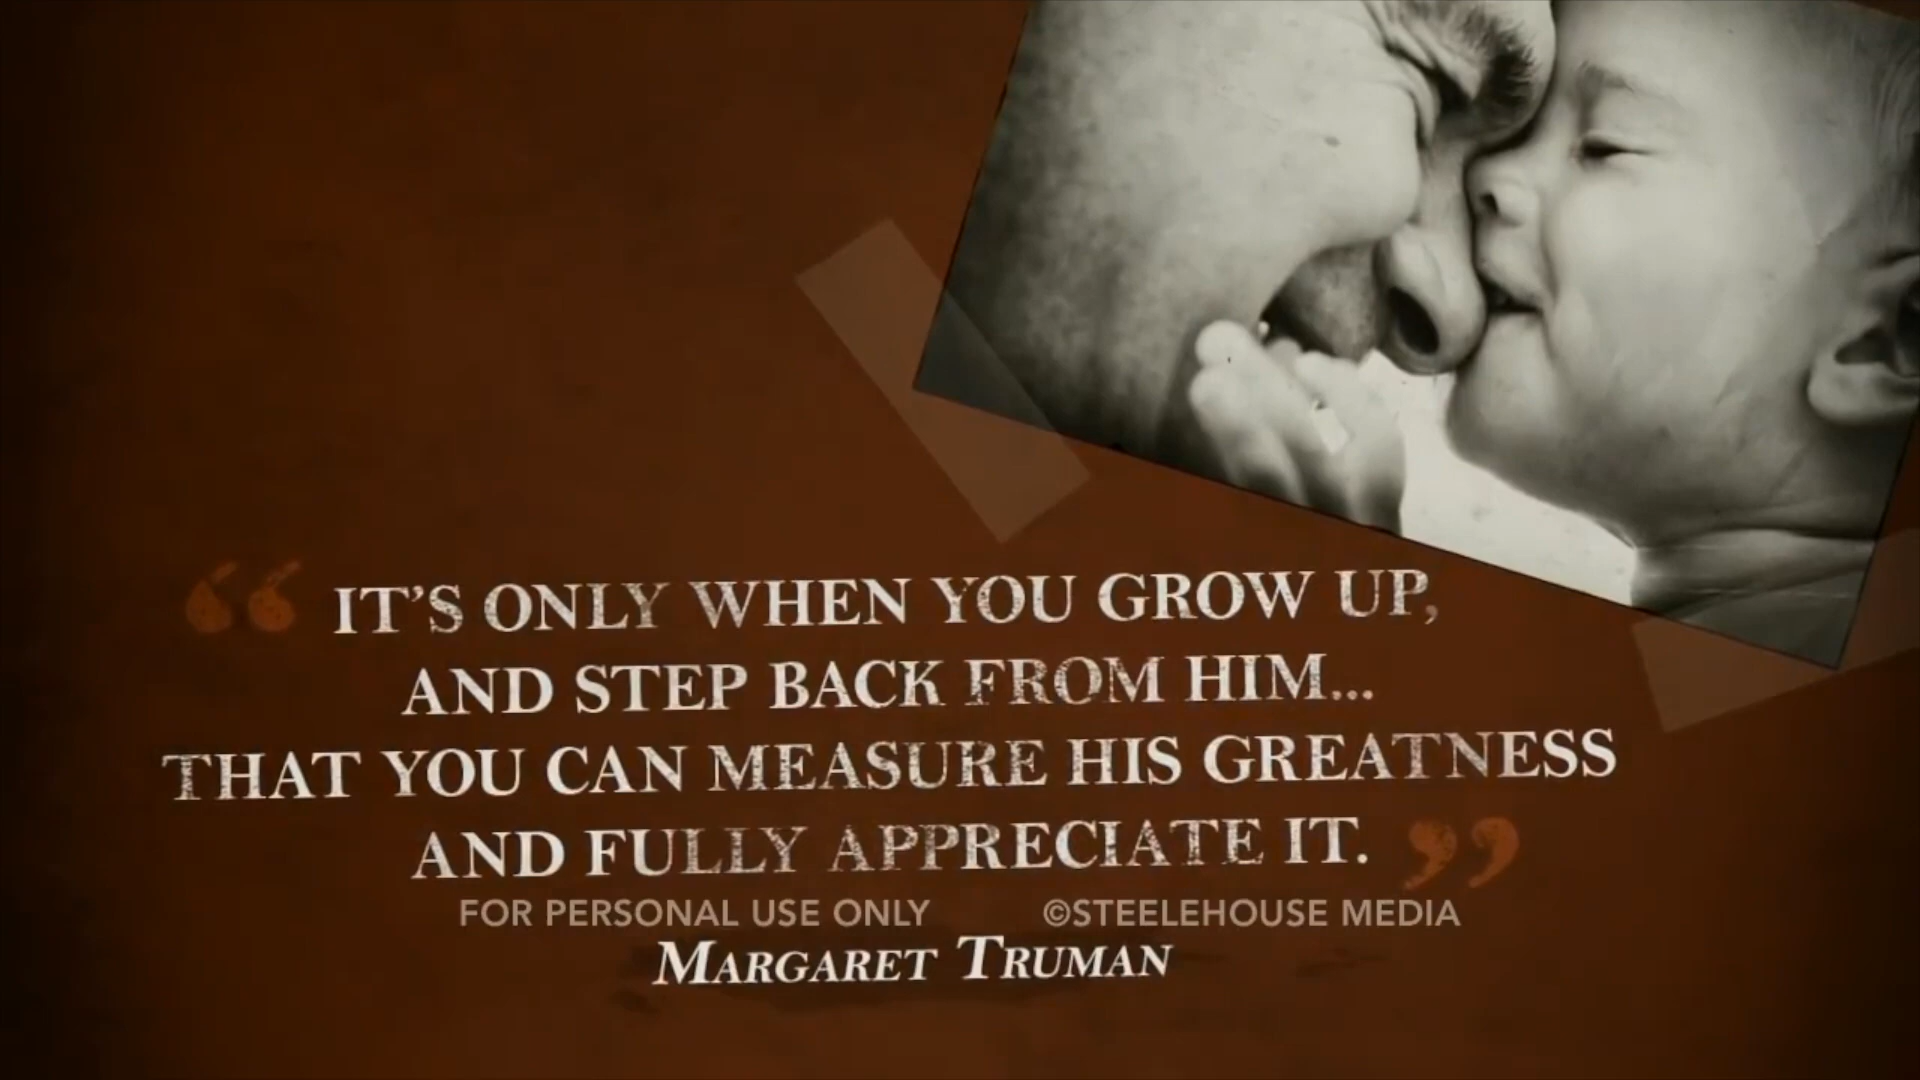 “ IT’S ONLY WHEN YOU GROW UP,
AND STEP BACK FROM HIM...
THAT YOU CAN MEASURE HIS GREATNESS
AND FULLY APPRECIATE IT. ”
FOR PERSONAL USE ONLY ©STEELEHOUSE MEDIA
MARGARET TRUMAN